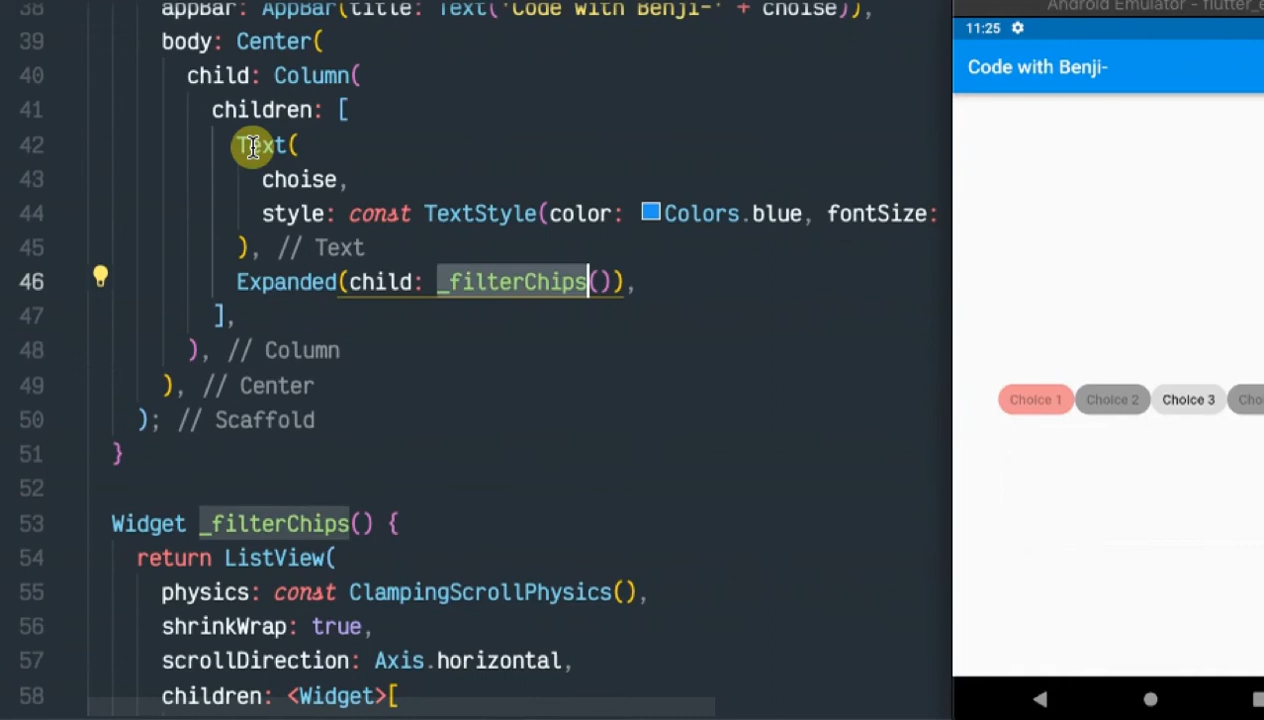 38 appBar: AppBar(title: Text('Code with Benji-' + choise)),
39 body: Center(
40 child: Column(
41 children: [
42 Text(
43 choise,
44 style: const TextStyle(color: Colors.blue, fontSize:
45 ), // Text
46 Expanded(child: _filterChips()),
47 ],
48 ), // Column
49 ), // Center
50 ); // Scaffold
51 }
52
53 Widget _filterChips() {
54 return ListView(
55 physics: const ClampingScrollPhysics(),
56 shrinkWrap: true,
57 scrollDirection: Axis.horizontal,
58 children: <Widget>[
Android Emulator - flutter_e
11:25
Code with Benji-
Choice 1 Choice 2 Choice 3 Cho